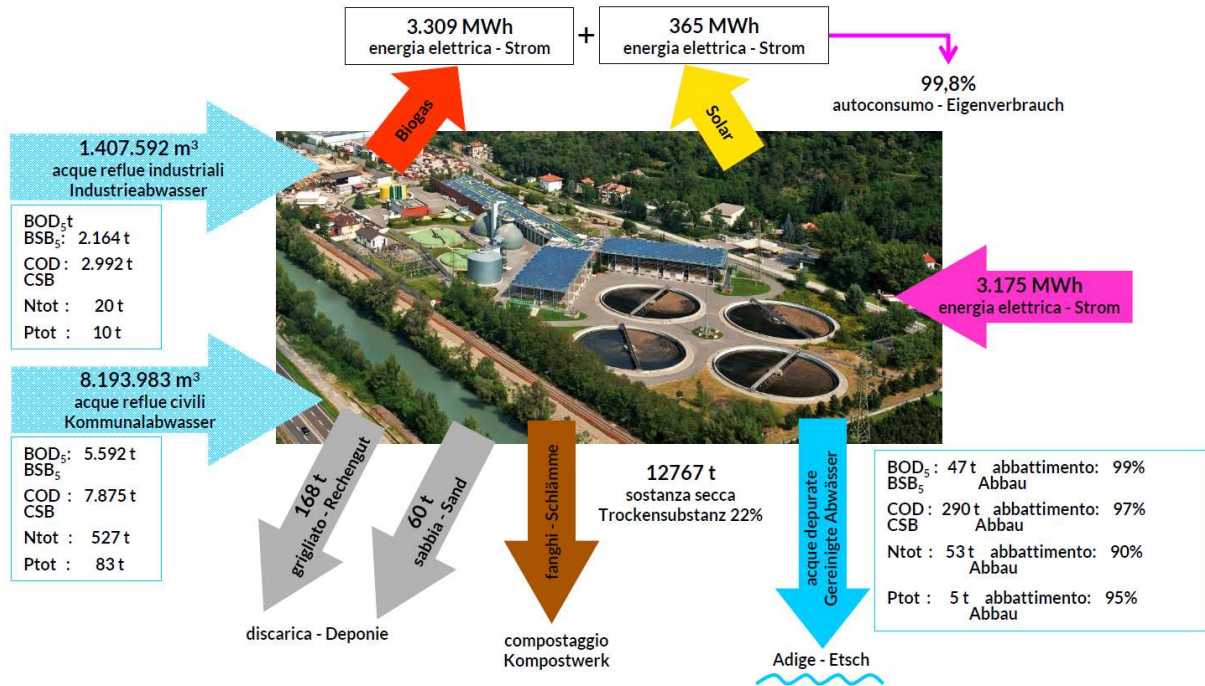 3.309 MWh
energia elettrica - Strom
+
365 MWh
energia elettrica - Strom
99,8%
autoconsumo - Eigenverbrauch
Biogas
Solar
1.407.592 m³
acque reflue industriali
Industrieabwasser
BOD₅t
BSB₅: 2.164 t
COD : 2.992 t
CSB
Ntot : 20 t
Ptot : 10 t
3.175 MWh
energia elettrica - Strom
8.193.983 m³
acque reflue civili
Kommunalabwasser
BOD₅: 5.592 t
BSB₅
COD : 7.875 t
CSB
Ntot : 527 t
Ptot : 83 t
168 t
grigliato - Rechengut
60 t
sabbia - Sand
discarica - Deponie
fanghi - Schlämme
12767 t
sostanza secca
Trockensubstanz 22%
compostaggio
Kompostwerk
acque depurate
Gereinigte Abwässer
Adige - Etsch
BOD₅ : 47 t abbattimento: 99%
BSB₅ Abbau
COD : 290 t abbattimento: 97%
CSB Abbau
Ntot : 53 t abbattimento: 90%
Abbau
Ptot : 5 t abbattimento: 95%
Abbau